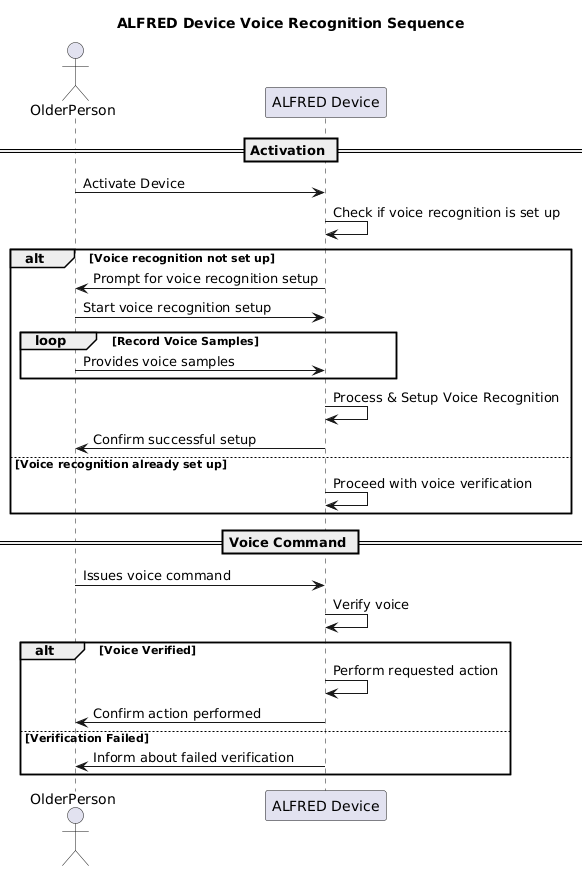 ALFRED Device Voice Recognition Sequence
OlderPerson
ALFRED Device
Activation
Activate Device
Check if voice recognition is set up
alt [Voice recognition not set up]
Prompt for voice recognition setup
Start voice recognition setup
loop [Record Voice Samples]
Provides voice samples
Process & Setup Voice Recognition
Confirm successful setup
[Voice recognition already set up]
Proceed with voice verification
Voice Command
Issues voice command
Verify voice
alt [Voice Verified]
Perform requested action
Confirm action performed
[Verification Failed]
Inform about failed verification
OlderPerson
ALFRED Device